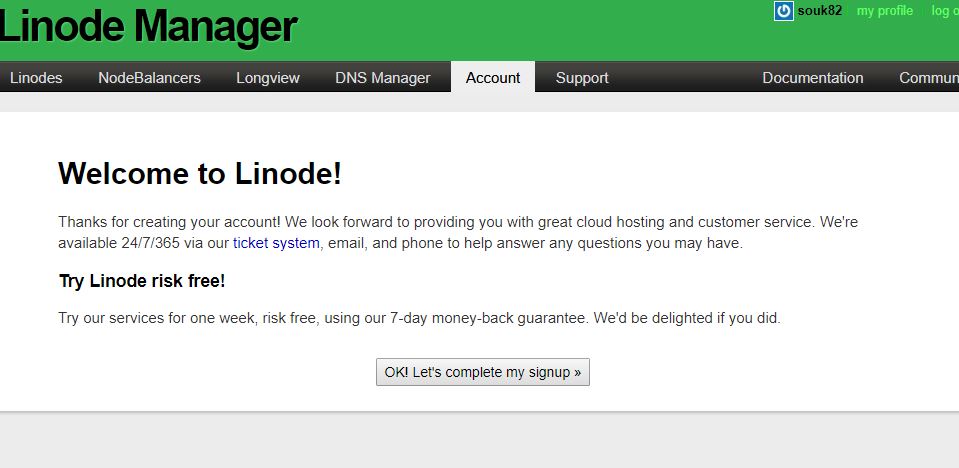 Linode Manager
souk82 my profile log o
Linodes NodeBalancers Longview DNS Manager Account Support Documentation Commun
Welcome to Linode!
Thanks for creating your account! We look forward to providing you with great cloud hosting and customer service. We're
available 24/7/365 via our ticket system, email, and phone to help answer any questions you may have.
Try Linode risk free!
Try our services for one week, risk free, using our 7-day money-back guarantee. We'd be delighted if you did.
OK! Let's complete my signup »